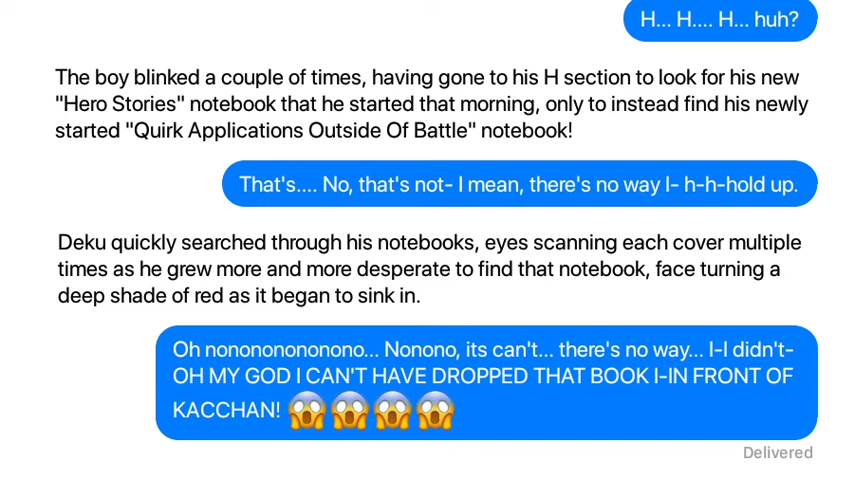 H... H.... H... huh?
The boy blinked a couple of times, having gone to his H section to look for his new
"Hero Stories" notebook that he started that morning, only to instead find his newly
started "Quirk Applications Outside Of Battle" notebook!
That's.... No, that's not- I mean, there's no way I- h-h-hold up.
Deku quickly searched through his notebooks, eyes scanning each cover multiple
times as he grew more and more desperate to find that notebook, face turning a
deep shade of red as it began to sink in.
Oh nonononononono... Nonono, its can't... there's no way... I-I didn't-
OH MY GOD I CAN'T HAVE DROPPED THAT BOOK I-IN FRONT OF
KACCHAN! 😱😱😱😱
Delivered